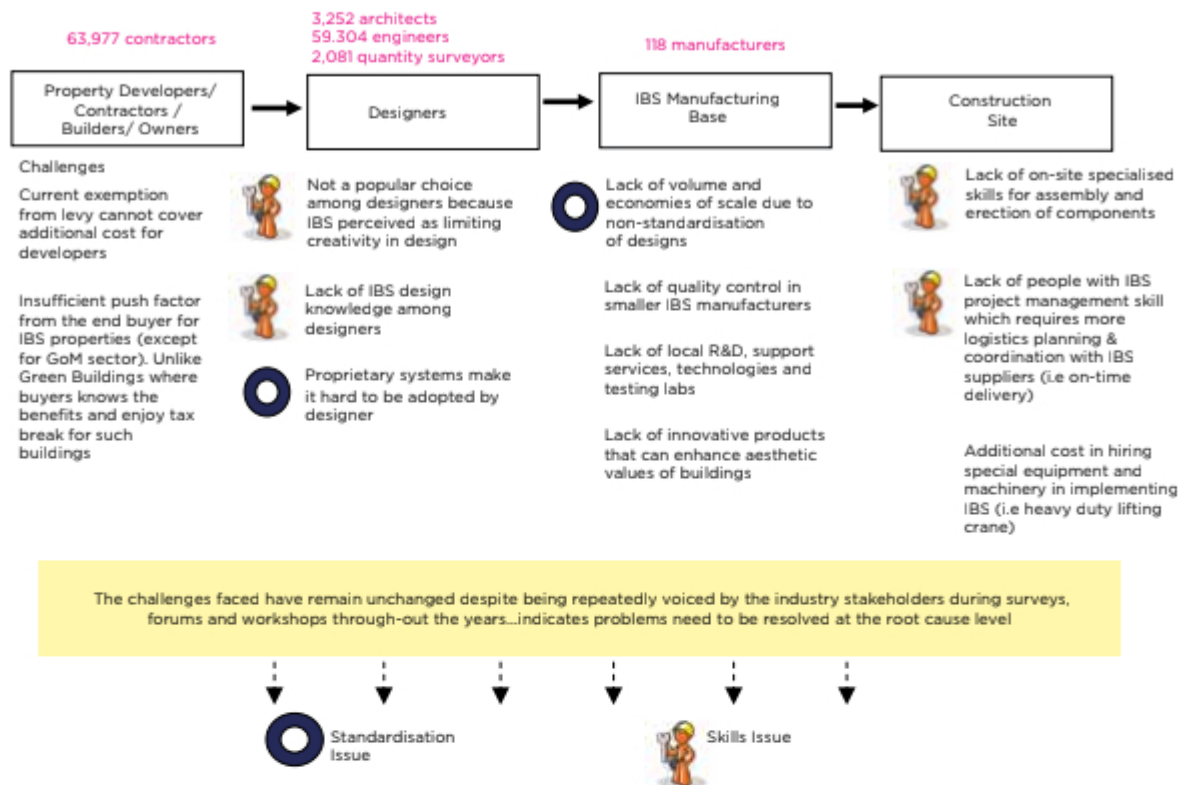 63,977 contractors
3,252 architects
59.304 engineers
2,081 quantity surveyors
118 manufacturers
Property Developers/
Contractors /
Builders/ Owners
Designers
IBS Manufacturing
Base
Construction
Site
Challenges
Current exemption
from levy cannot cover
additional cost for
developers
Insufficient push factor
from the end buyer for
IBS properties (except
for GoM sector). Unlike
Green Buildings where
buyers knows the
benefits and enjoy tax
break for such
buildings
Not a popular choice
among designers because
IBS perceived as limiting
creativity in design
Lack of IBS design
knowledge among
designers
Proprietary systems make
it hard to be adopted by
designer
Lack of volume and
economies of scale due to
non-standardisation
of designs
Lack of quality control in
smaller IBS manufacturers
Lack of local R&D, support
services, technologies and
testing labs
Lack of innovative products
that can enhance aesthetic
values of buildings
Lack of on-site specialised
skills for assembly and
erection of components
Lack of people with IBS
project management skill
which requires more
logistics planning &
coordination with IBS
suppliers (i.e on-time
delivery)
Additional cost in hiring
special equipment and
machinery in implementing
IBS (i.e heavy duty lifting
crane)
The challenges faced have remain unchanged despite being repeatedly voiced by the industry stakeholders during surveys,
forums and workshops through-out the years...indicates problems need to be resolved at the root cause level
Standardisation
Issue
Skills Issue